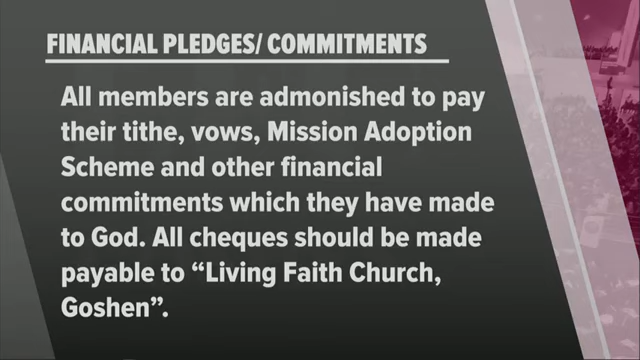 FINANCIAL PLEDGES/ COMMITMENTS
All members are admonished to pay
their tithe, vows, Mission Adoption
Scheme and other financial
commitments which they have made
to God. All cheques should be made
payable to “Living Faith Church,
Goshen”.